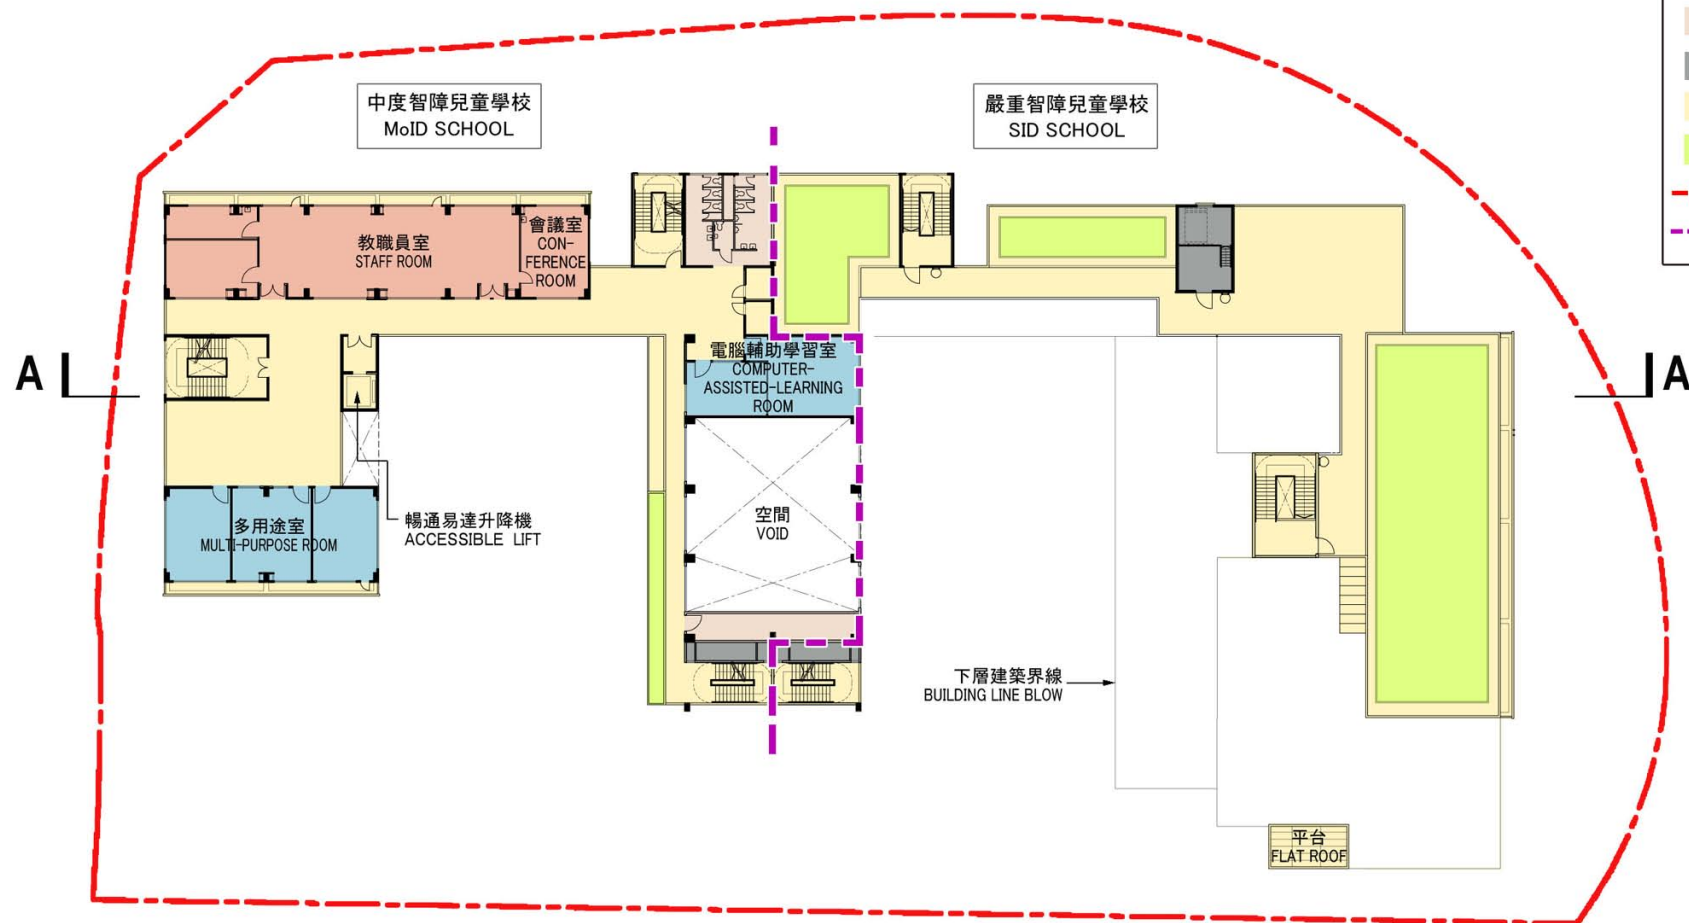 中度智障兒童學校
MoID SCHOOL
嚴重智障兒童學校
SID SCHOOL
教職員室
STAFF ROOM
會議室
CON-
FERENCE
ROOM
A
A
電腦輔助學習室
COMPUTER-
ASSISTED-LEARNING
ROOM
多用途室
MULTI-PURPOSE ROOM
暢通易達升降機
ACCESSIBLE LIFT
空間
VOID
下層建築界線
BUILDING LINE BLOW
平台
FLAT ROOF